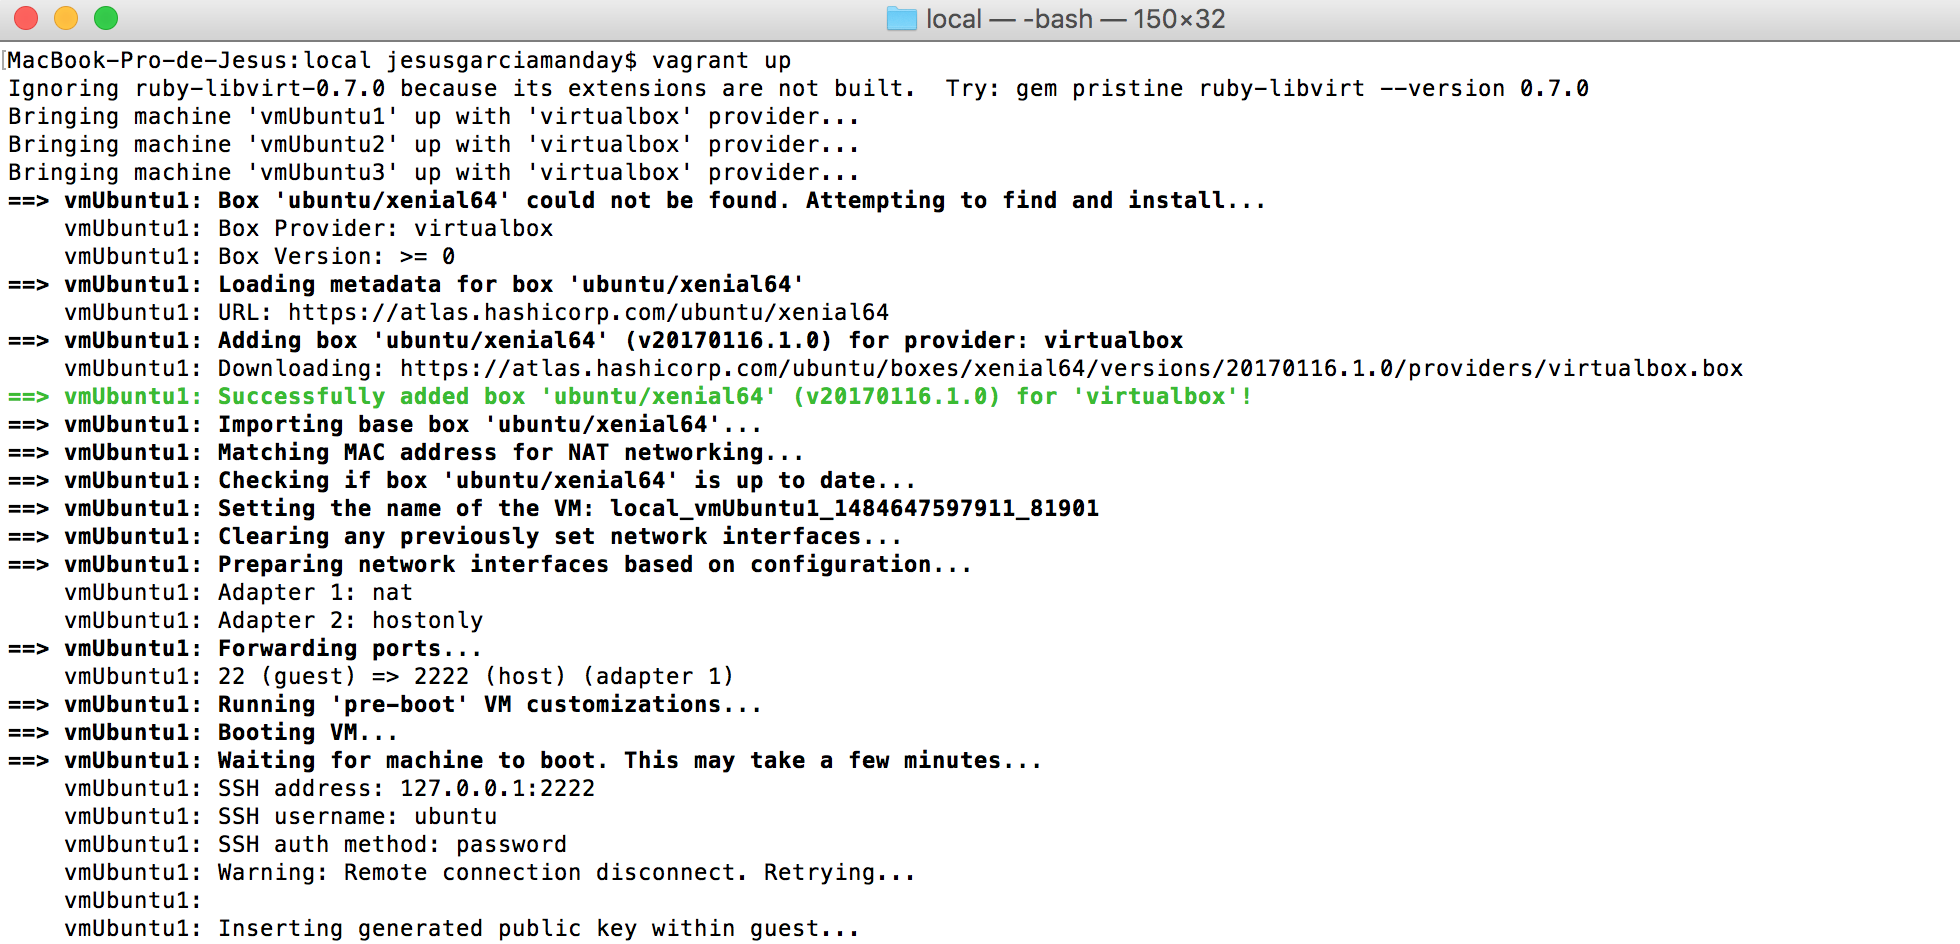 local — -bash — 150×32
MacBook-Pro-de-Jesus:local jesusgarciamanday$ vagrant up
Ignoring ruby-libvirt-0.7.0 because its extensions are not built.  Try: gem pristine ruby-libvirt --version 0.7.0
Bringing machine 'vmUbuntu1' up with 'virtualbox' provider...
Bringing machine 'vmUbuntu2' up with 'virtualbox' provider...
Bringing machine 'vmUbuntu3' up with 'virtualbox' provider...
==> vmUbuntu1: Box 'ubuntu/xenial64' could not be found. Attempting to find and install...
    vmUbuntu1: Box Provider: virtualbox
    vmUbuntu1: Box Version: >= 0
==> vmUbuntu1: Loading metadata for box 'ubuntu/xenial64'
    vmUbuntu1: URL: https://atlas.hashicorp.com/ubuntu/xenial64
==> vmUbuntu1: Adding box 'ubuntu/xenial64' (v20170116.1.0) for provider: virtualbox
    vmUbuntu1: Downloading: https://atlas.hashicorp.com/ubuntu/boxes/xenial64/versions/20170116.1.0/providers/virtualbox.box
==> vmUbuntu1: Successfully added box 'ubuntu/xenial64' (v20170116.1.0) for 'virtualbox'!
==> vmUbuntu1: Importing base box 'ubuntu/xenial64'...
==> vmUbuntu1: Matching MAC address for NAT networking...
==> vmUbuntu1: Checking if box 'ubuntu/xenial64' is up to date...
==> vmUbuntu1: Setting the name of the VM: local_vmUbuntu1_1484647597911_81901
==> vmUbuntu1: Clearing any previously set network interfaces...
==> vmUbuntu1: Preparing network interfaces based on configuration...
    vmUbuntu1: Adapter 1: nat
    vmUbuntu1: Adapter 2: hostonly
==> vmUbuntu1: Forwarding ports...
    vmUbuntu1: 22 (guest) => 2222 (host) (adapter 1)
==> vmUbuntu1: Running 'pre-boot' VM customizations...
==> vmUbuntu1: Booting VM...
==> vmUbuntu1: Waiting for machine to boot. This may take a few minutes...
    vmUbuntu1: SSH address: 127.0.0.1:2222
    vmUbuntu1: SSH username: ubuntu
    vmUbuntu1: SSH auth method: password
    vmUbuntu1: Warning: Remote connection disconnect. Retrying...
    vmUbuntu1:
    vmUbuntu1: Inserting generated public key within guest...